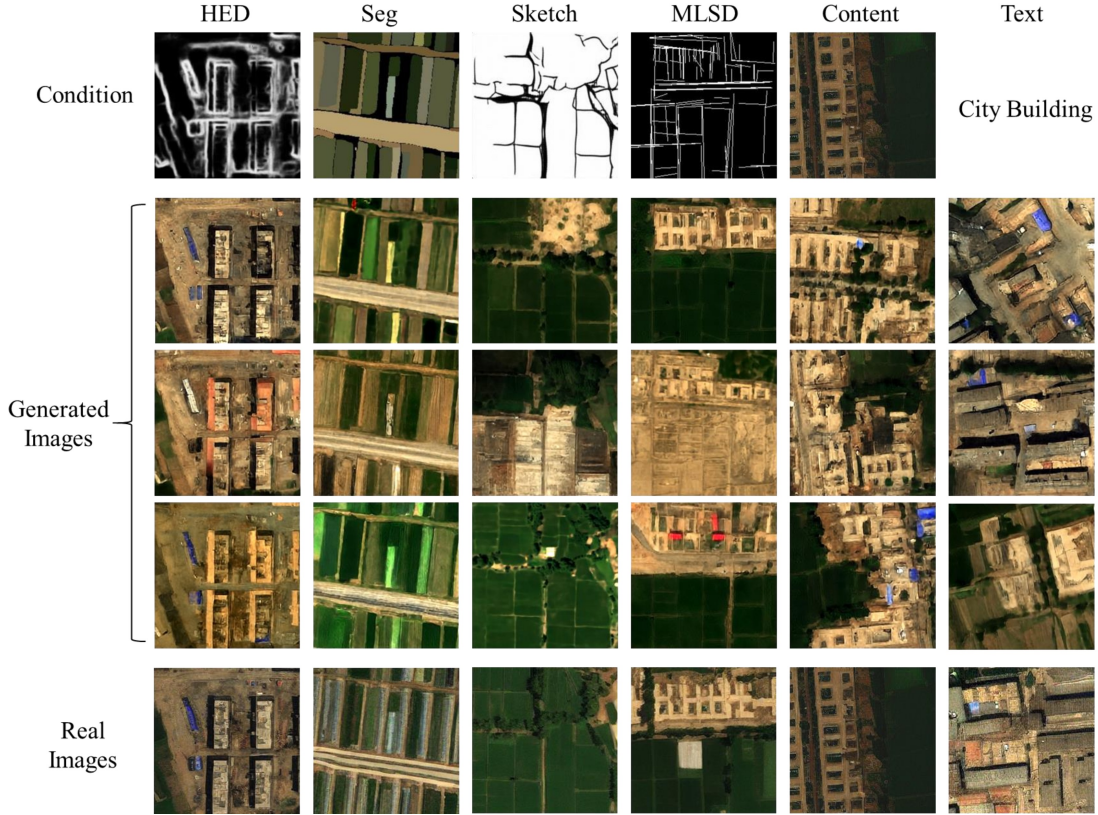 HED Seg Sketch MLSD Content Text
Condition
City Building
Generated
Images
Real
Images